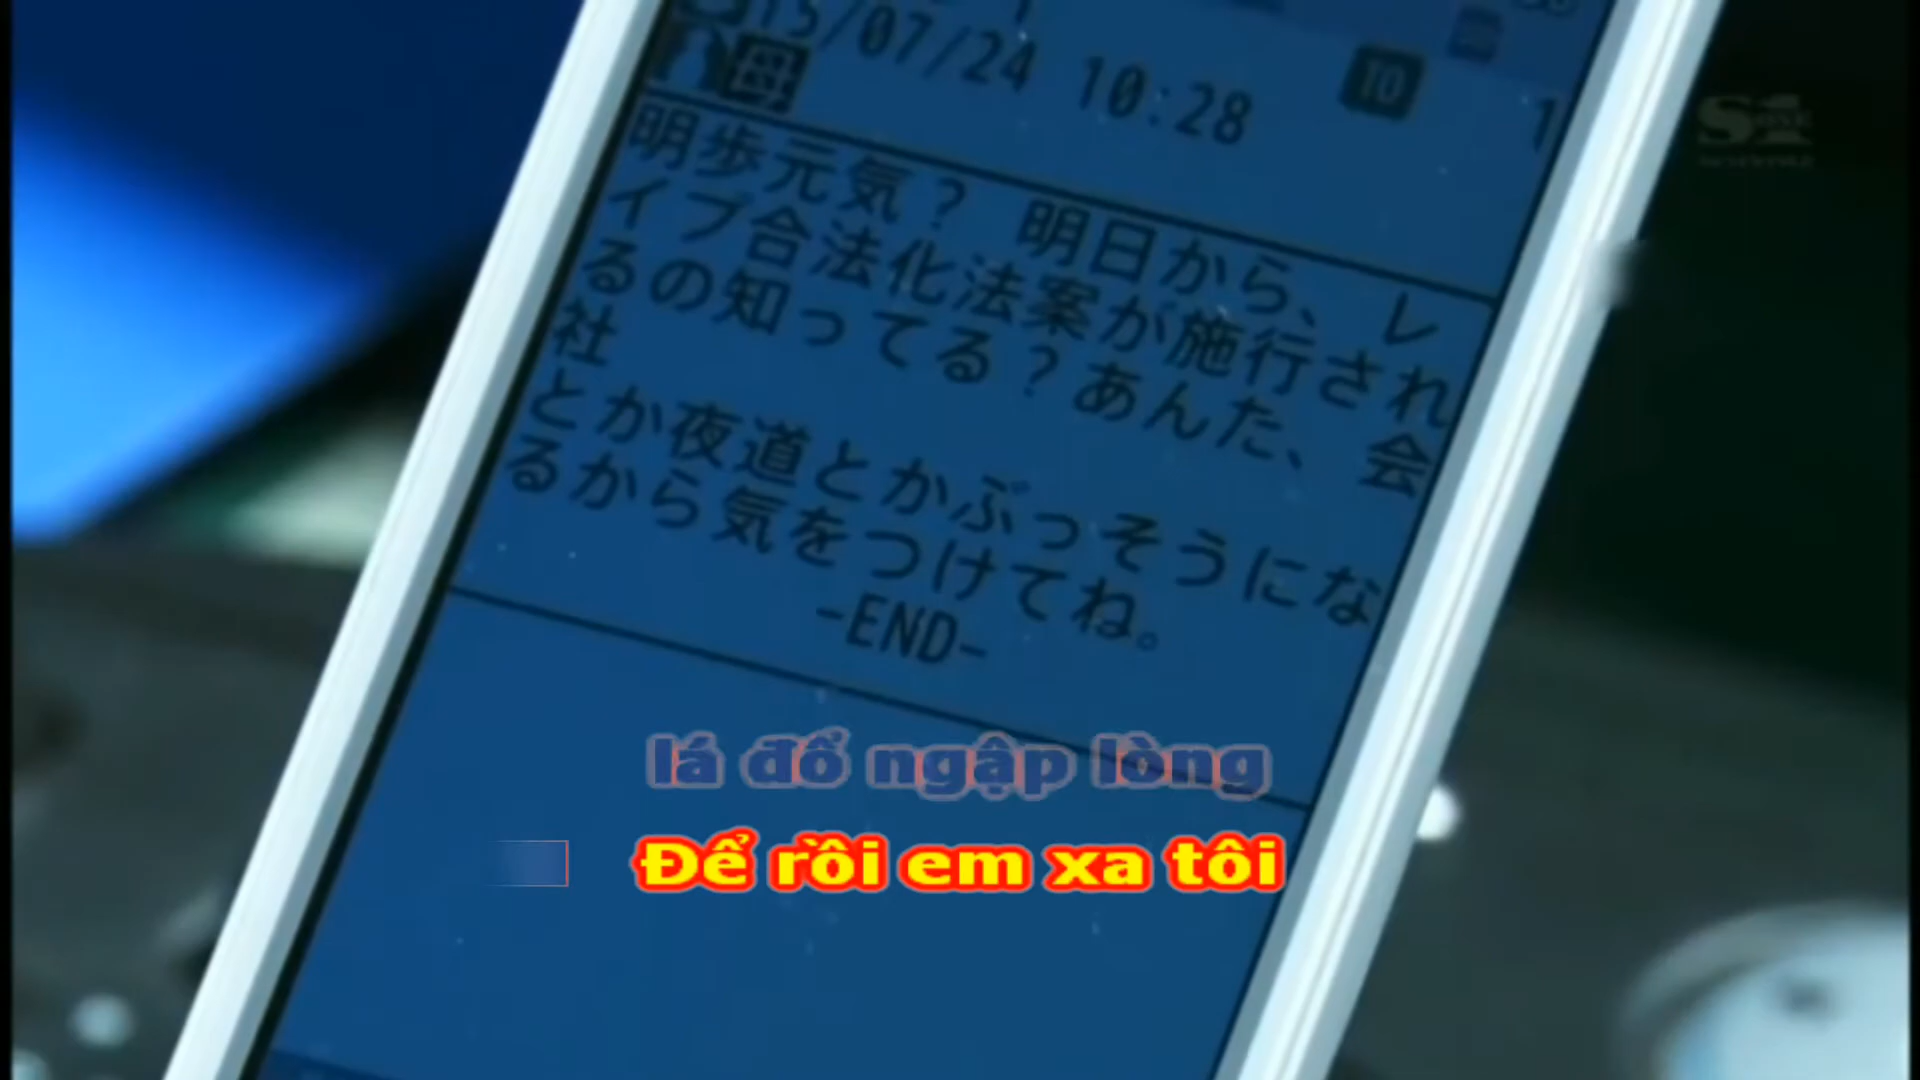 15/07/24 10:28 TO 1
母
明歩元気? 明日から、レ
イプ合法化法案が施行され
るの知ってる?あんた、会
社
とか夜道とかぶっそうにな
るから気をつけてね。
-END-
S1
lá đổ ngập lòng
Để rồi em xa tôi